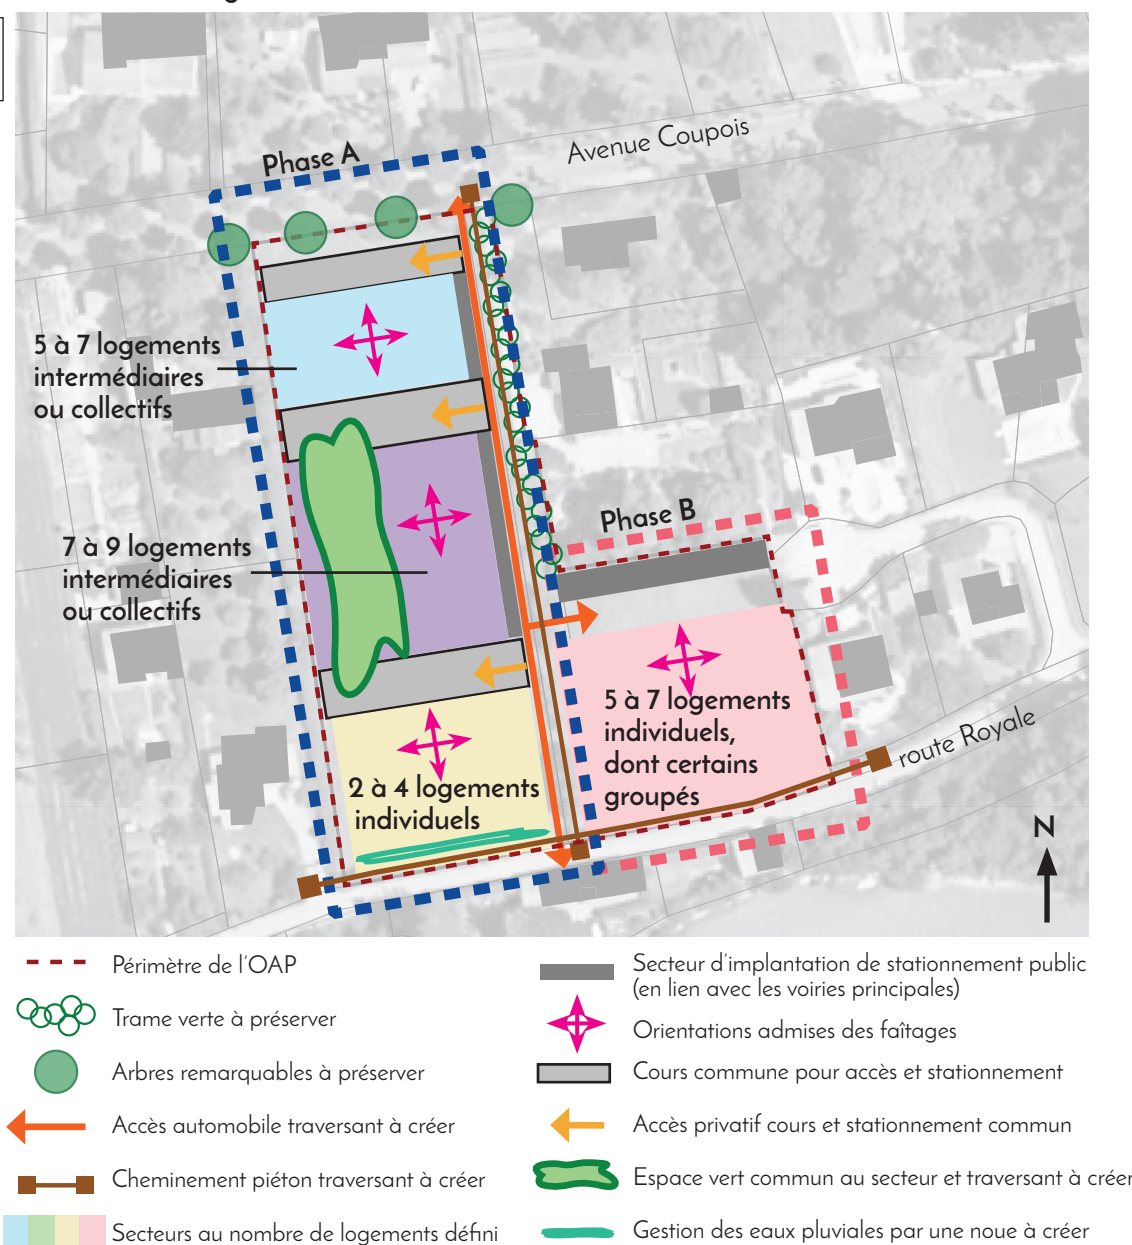 Phase A
Avenue Coupois
5 à 7 logements
intermédiaires
ou collectifs
7 à 9 logements
intermédiaires
ou collectifs
Phase B
5 à 7 logements
individuels,
dont certains
groupés
2 à 4 logements
individuels
route Royale
N
Périmètre de l'OAP
Trame verte à préserver
Arbres remarquables à préserver
Accès automobile traversant à créer
Cheminement piéton traversant à créer
Secteurs au nombre de logements défini
Secteur d'implantation de stationnement public
(en lien avec les voiries principales)
Orientations admises des faîtages
Cours commune pour accès et stationnement
Accès privatif cours et stationnement commun
Espace vert commun au secteur et traversant à créer
Gestion des eaux pluviales par une noue à créer